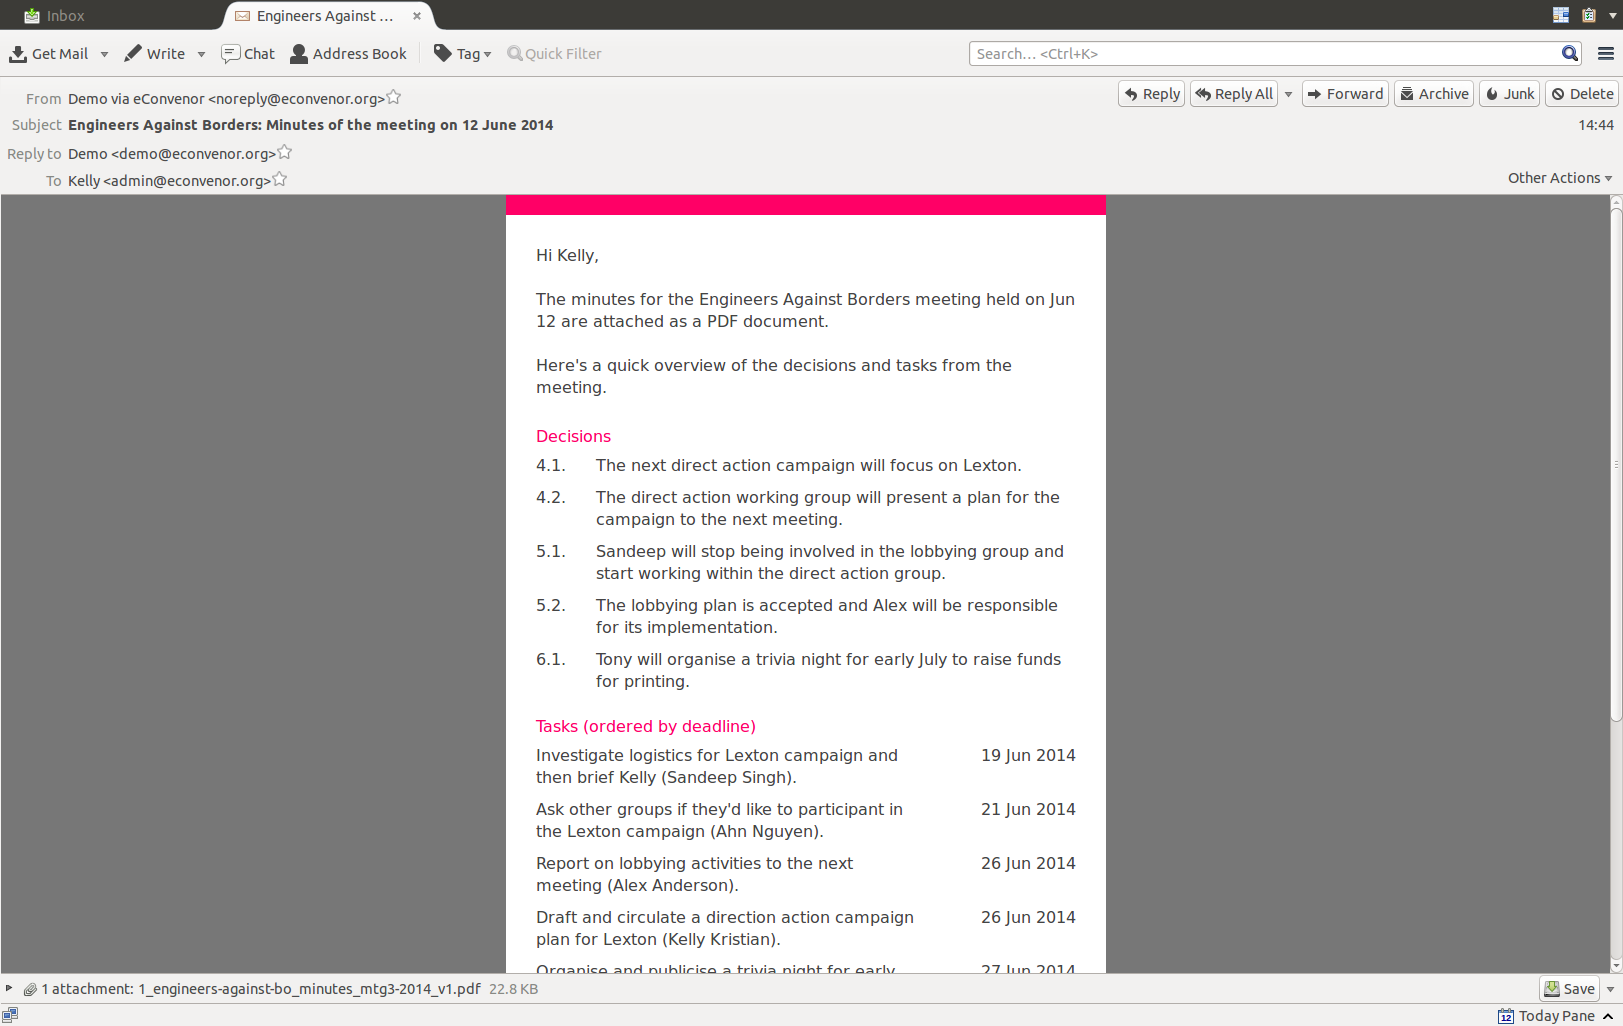 Inbox
Engineers Against ...
Get Mail Write Chat Address Book Tag Quick Filter
Search... <Ctrl+K>
From Demo via eConvenor <noreply@econvenor.org>
Reply Reply All Forward Archive Junk Delete
Subject Engineers Against Borders: Minutes of the meeting on 12 June 2014
14:44
Reply to Demo <demo@econvenor.org>
To Kelly <admin@econvenor.org>
Other Actions
Hi Kelly,
The minutes for the Engineers Against Borders meeting held on Jun
12 are attached as a PDF document.
Here's a quick overview of the decisions and tasks from the
meeting.
Decisions
4.1. The next direct action campaign will focus on Lexton.
4.2. The direct action working group will present a plan for the
campaign to the next meeting.
5.1. Sandeep will stop being involved in the lobbying group and
start working within the direct action group.
5.2. The lobbying plan is accepted and Alex will be responsible
for its implementation.
6.1. Tony will organise a trivia night for early July to raise funds
for printing.
Tasks (ordered by deadline)
Investigate logistics for Lexton campaign and 19 Jun 2014
then brief Kelly (Sandeep Singh).
Ask other groups if they'd like to participant in 21 Jun 2014
the Lexton campaign (Ahn Nguyen).
Report on lobbying activities to the next 26 Jun 2014
meeting (Alex Anderson).
Draft and circulate a direction action campaign 26 Jun 2014
plan for Lexton (Kelly Kristian).
Organise and publicise a trivia night for early 27 Jun 2014
1 attachment: 1_engineers-against-bo_minutes_mtg3-2014_v1.pdf 22.8 KB
Save
12 Today Pane